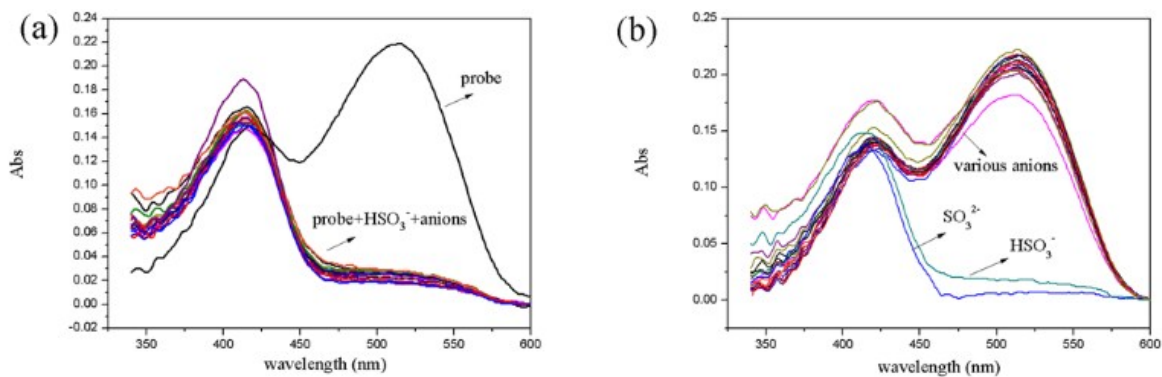 (a)
0.24
0.22
0.20
0.18
0.16
0.14
0.12
0.10
0.08
0.06
0.04
0.02
0.00
-0.02
Abs
probe
probe+HSO₃⁻+anions
350
400
450
500
550
600
wavelength (nm)
(b)
0.25
0.20
0.15
0.10
0.05
0.00
Abs
various anions
SO₃²⁻
HSO₃⁻
350
400
450
500
550
600
wavelength (nm)